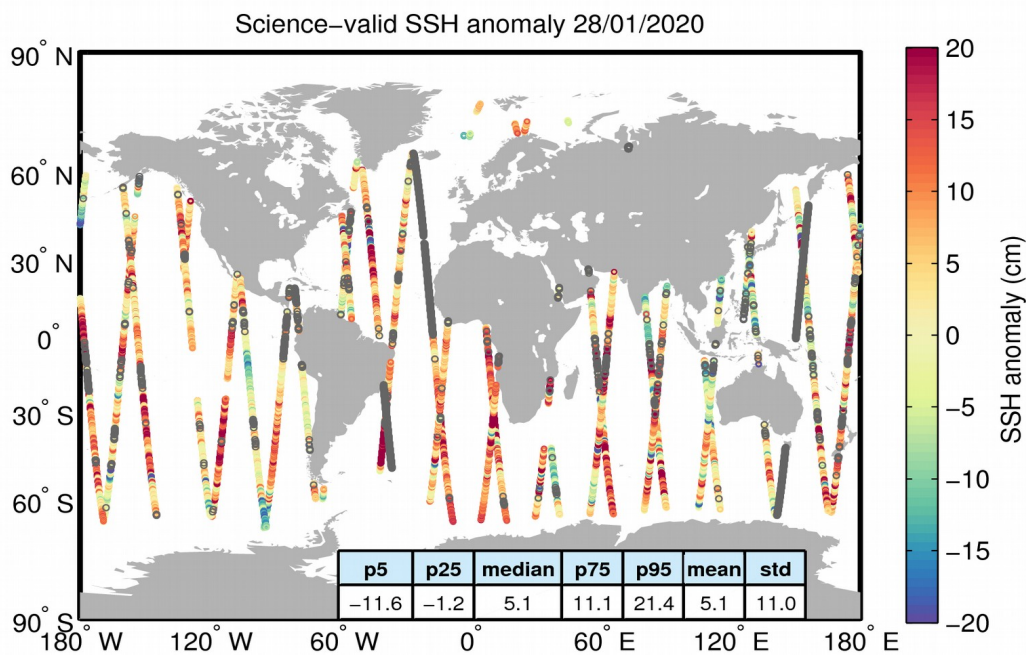 Science−valid SSH anomaly 28/01/2020
90° N
60° N
30° N
0°
30° S
60° S
90° S
180° W
120° W
60° W
0°
60° E
120° E
180° E
p5 p25 median p75 p95 mean std
−11.6 −1.2 5.1 11.1 21.4 5.1 11.0
20
15
10
5
0
−5
−10
−15
−20
SSH anomaly (cm)